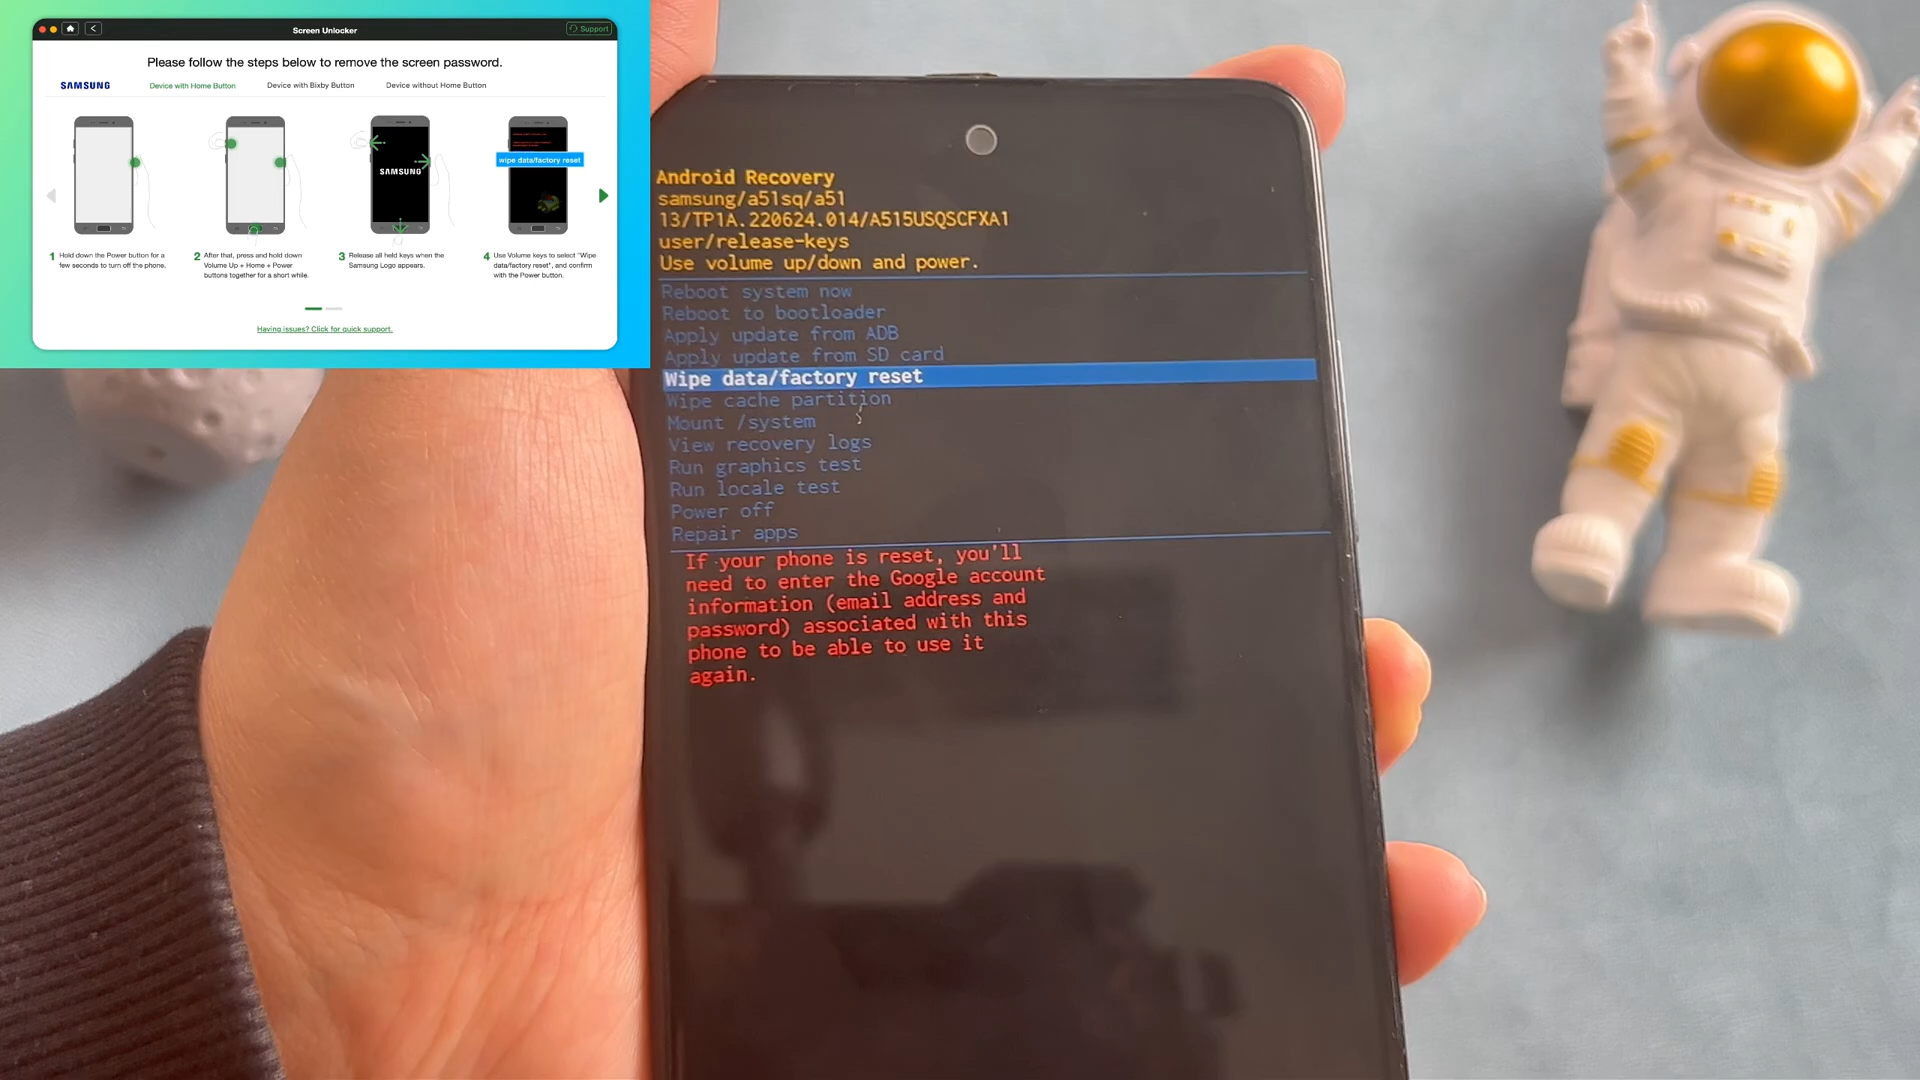 Screen Unlocker
Support
Please follow the steps below to remove the screen password.
SAMSUNG
Device with Home Button
Device with Bixby Button
Device without Home Button
SAMSUNG
wipe data/factory reset
1 Hold down the Power button for a
few seconds to turn off the phone.
2 After that, press and hold down
Volume Up + Home + Power
buttons together for a short while.
3 Release all held keys when the
Samsung Logo appears.
4 Use Volume keys to select "Wipe
data/factory reset", and confirm
with the Power button.
Having issues? Click for quick support.
Android Recovery
samsung/a51sq/a51
13/TP1A.220624.014/A515USQSCFXA1
user/release-keys
Use volume up/down and power.
Reboot system now
Reboot to bootloader
Apply update from ADB
Apply update from SD card
Wipe data/factory reset
Wipe cache partition
Mount /system
View recovery logs
Run graphics test
Run locale test
Power off
Repair apps
If your phone is reset, you'll
need to enter the Google account
information (email address and
password) associated with this
phone to be able to use it
again.